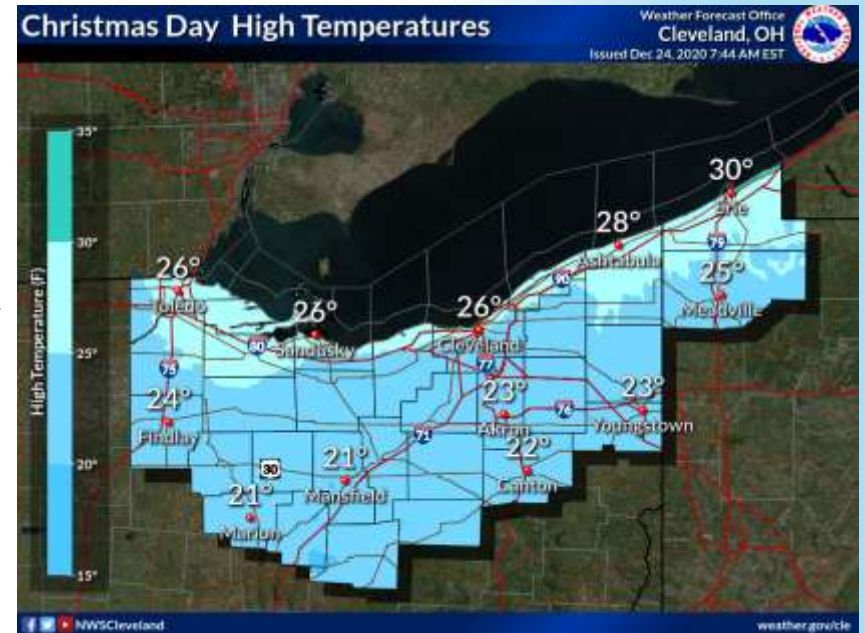 Christmas Day High Temperatures
Weather Forecast Office
Cleveland, OH
Issued Dec 24, 2020 7:44 AM EST
35°
30°
25°
20°
15°
High Temperature (F)
30°
Erie
28°
Ashtabula
79
90
25°
Meadville
26°
Toledo
26°
Sandusky
26°
Cleveland
80
77
75
24°
Findlay
23°
Akron
76
23°
Youngstown
71
22°
Canton
30
21°
Mansfield
21°
Marion
NWSCleveland
weather.gov/cle